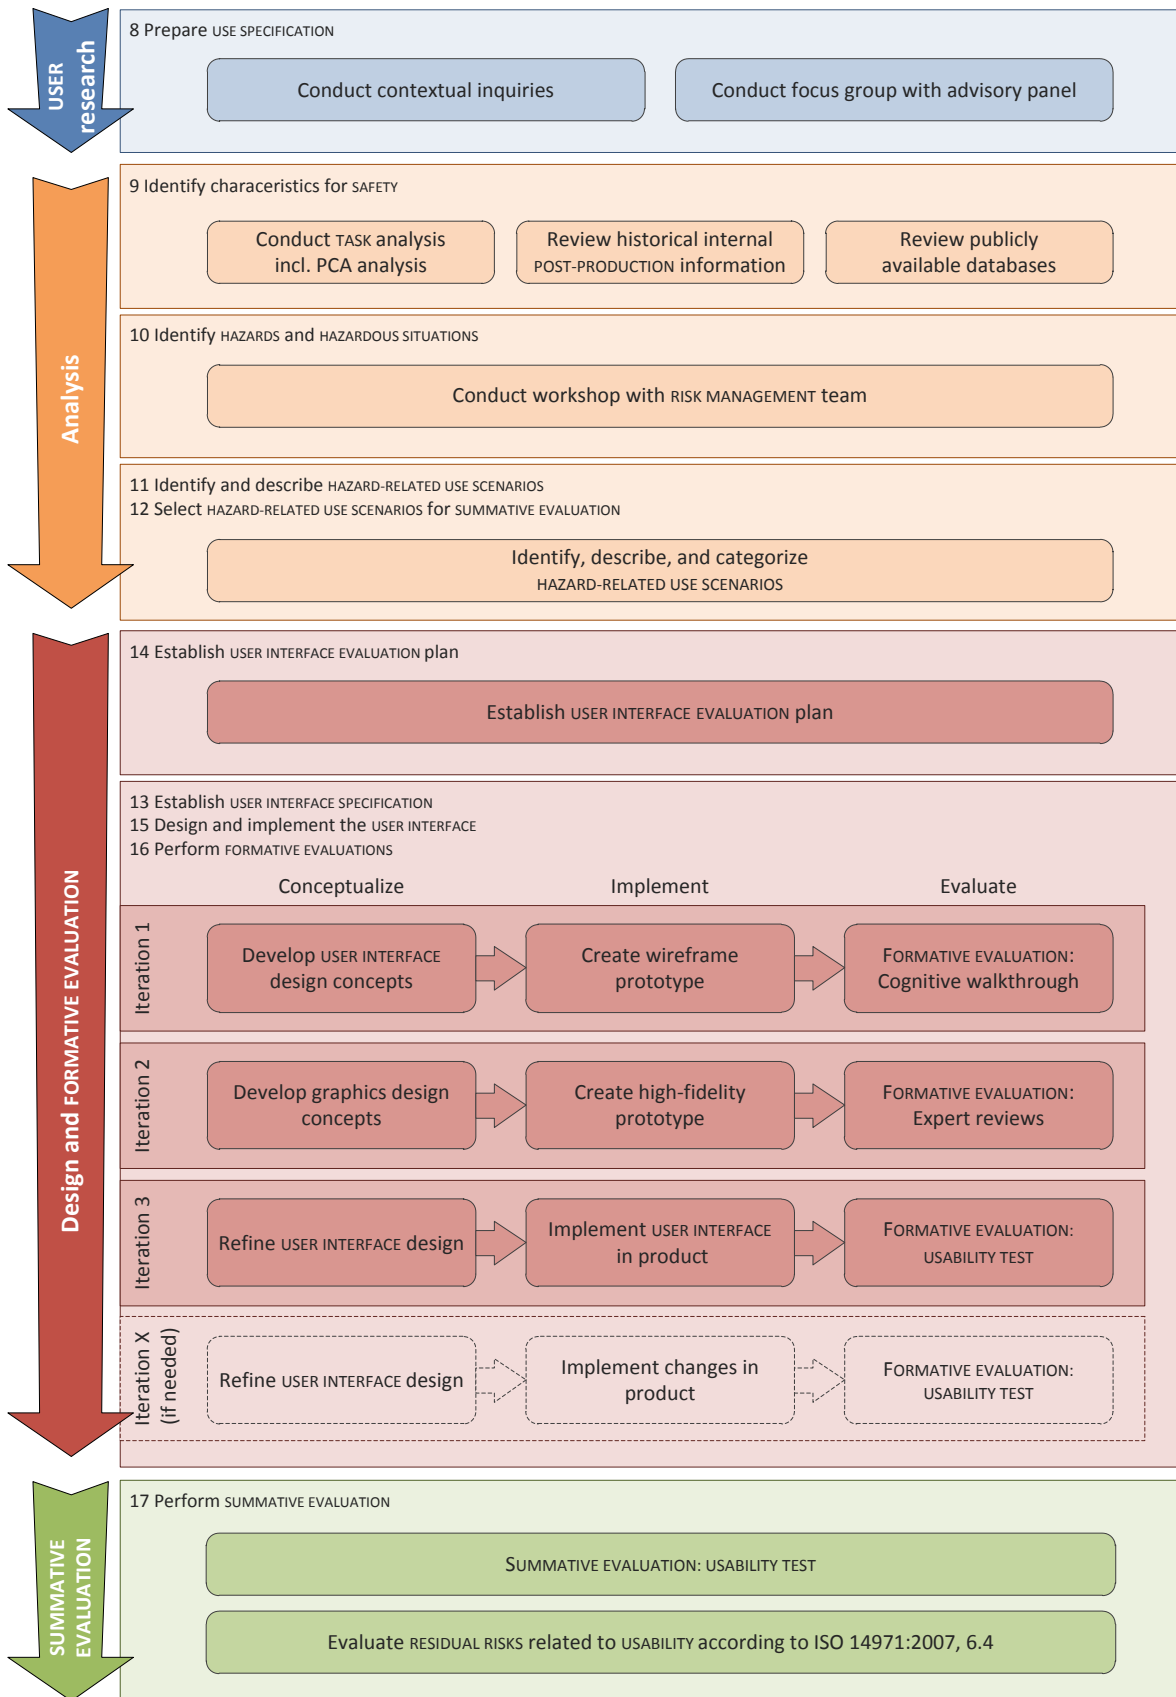 USER
research
8 Prepare USE SPECIFICATION
Conduct contextual inquiries
Conduct focus group with advisory panel
Analysis
9 Identify characeristics for SAFETY
Conduct TASK analysis
incl. PCA analysis
Review historical internal
POST-PRODUCTION information
Review publicly
available databases
10 Identify HAZARDS and HAZARDOUS SITUATIONS
Conduct workshop with RISK MANAGEMENT team
11 Identify and describe HAZARD-RELATED USE SCENARIOS
12 Select HAZARD-RELATED USE SCENARIOS for SUMMATIVE EVALUATION
Identify, describe, and categorize
HAZARD-RELATED USE SCENARIOS
Design and FORMATIVE EVALUATION
14 Establish USER INTERFACE EVALUATION plan
Establish USER INTERFACE EVALUATION plan
13 Establish USER INTERFACE SPECIFICATION
15 Design and implement the USER INTERFACE
16 Perform FORMATIVE EVALUATIONS
Conceptualize
Implement
Evaluate
Iteration 1
Develop USER INTERFACE
design concepts
Create wireframe
prototype
FORMATIVE EVALUATION:
Cognitive walkthrough
Iteration 2
Develop graphics design
concepts
Create high-fidelity
prototype
FORMATIVE EVALUATION:
Expert reviews
Iteration 3
Refine USER INTERFACE design
Implement USER INTERFACE
in product
FORMATIVE EVALUATION:
USABILITY TEST
Iteration X
(if needed)
Refine USER INTERFACE design
Implement changes in
product
FORMATIVE EVALUATION:
USABILITY TEST
SUMMATIVE
EVALUATION
17 Perform SUMMATIVE EVALUATION
SUMMATIVE EVALUATION: USABILITY TEST
Evaluate RESIDUAL RISKS related to USABILITY according to ISO 14971:2007, 6.4